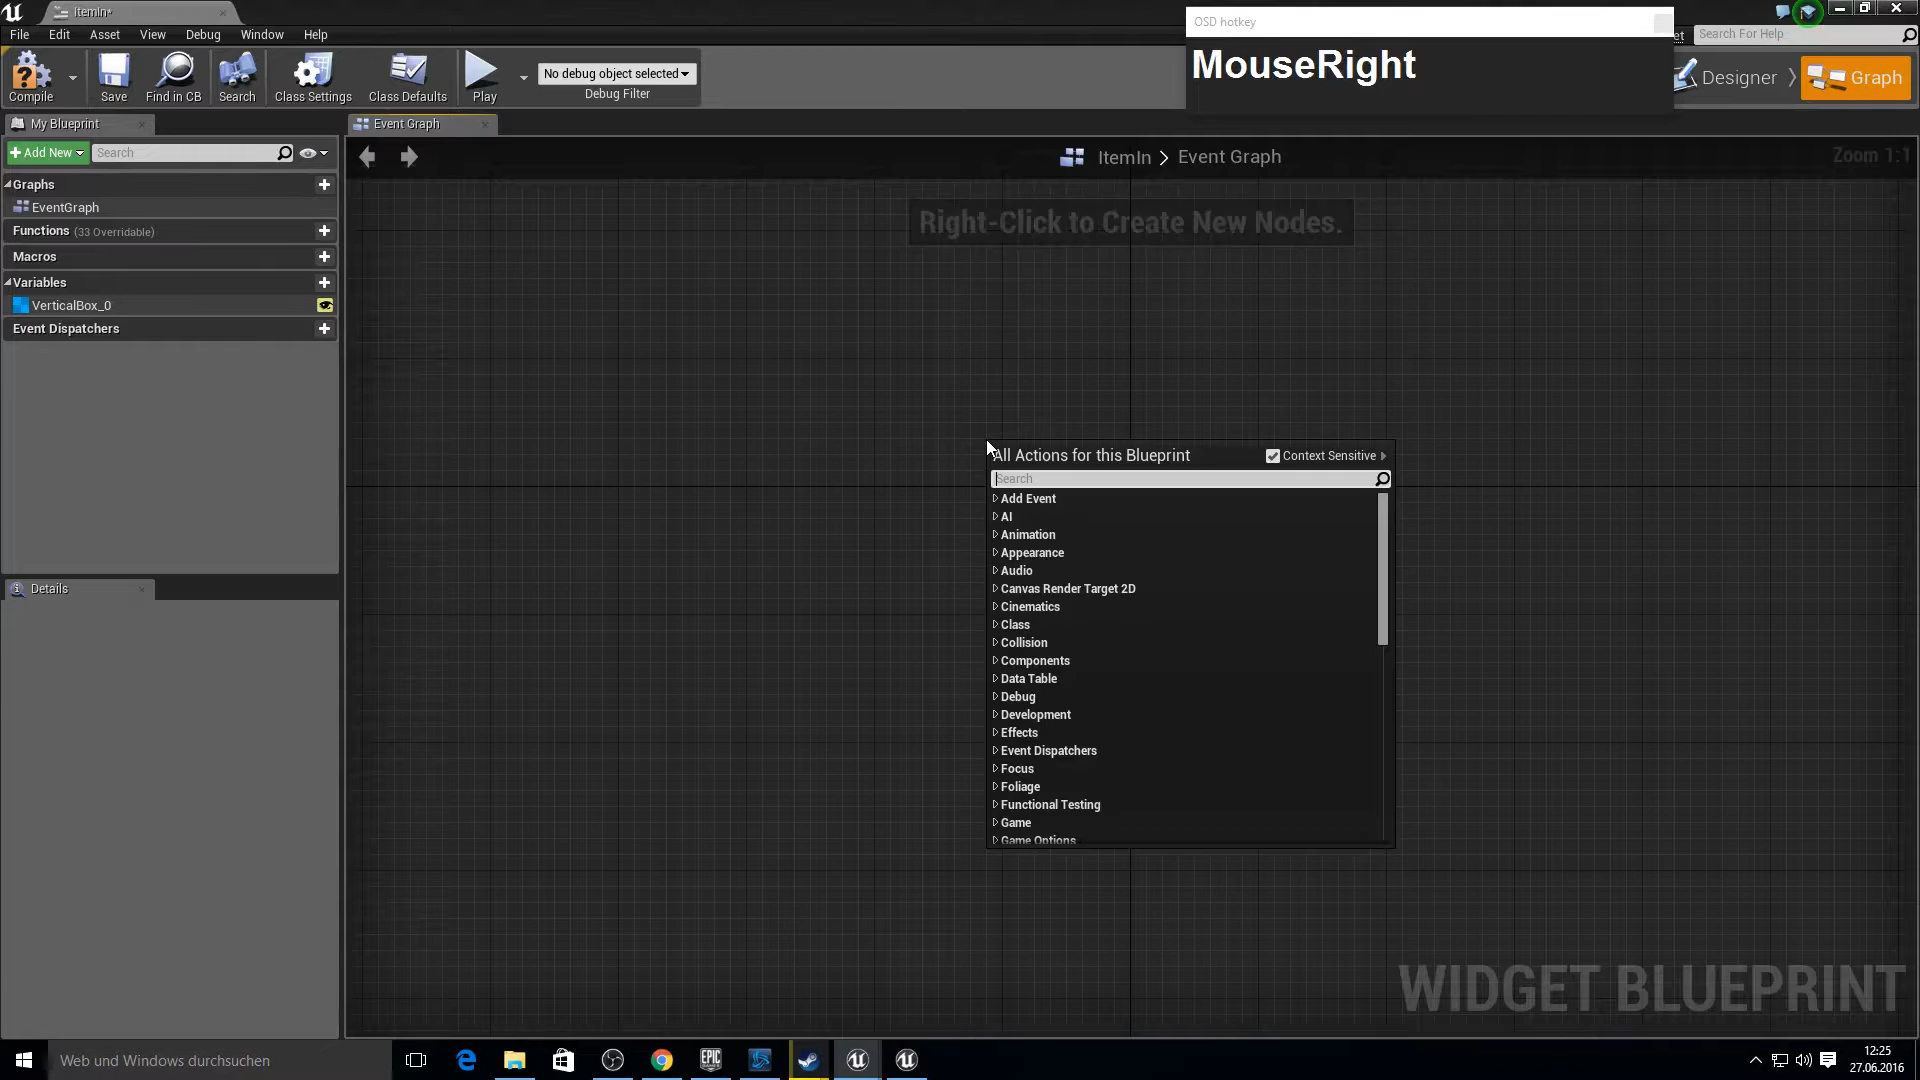 ItemIn*
OSD hotkey
MouseRight
File Edit Asset View Debug Window Help
Search For Help
Compile
Save
Find in CB
Search
Class Settings
Class Defaults
Play
No debug object selected
Debug Filter
Designer
Graph
My Blueprint
Event Graph
Add New
Search
ItemIn > Event Graph
Zoom 1:1
Graphs
EventGraph
Functions (33 Overridable)
Macros
Variables
VerticalBox_0
Event Dispatchers
Right-Click to Create New Nodes.
All Actions for this Blueprint
Context Sensitive
Search
Add Event
AI
Animation
Appearance
Audio
Canvas Render Target 2D
Cinematics
Class
Collision
Components
Data Table
Debug
Development
Effects
Event Dispatchers
Focus
Foliage
Functional Testing
Game
Game Options
Details
WIDGET BLUEPRINT
Web und Windows durchsuchen
EPIC
12:25
27.06.2016